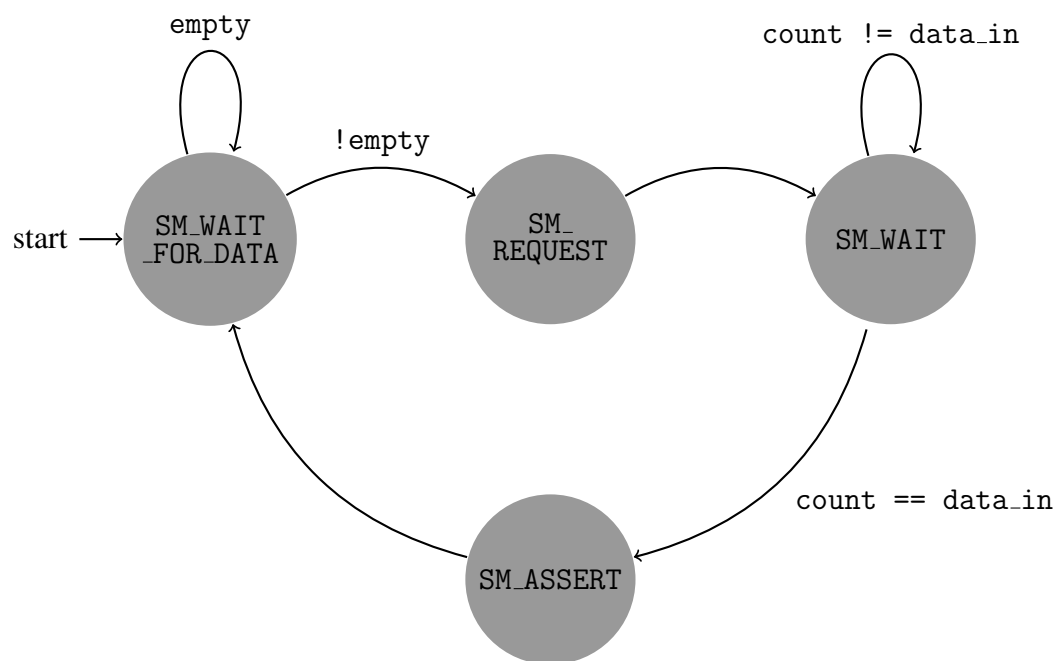 empty
count != data_in
!empty
start
SM_WAIT
_FOR_DATA
SM_
REQUEST
SM_WAIT
count == data_in
SM_ASSERT